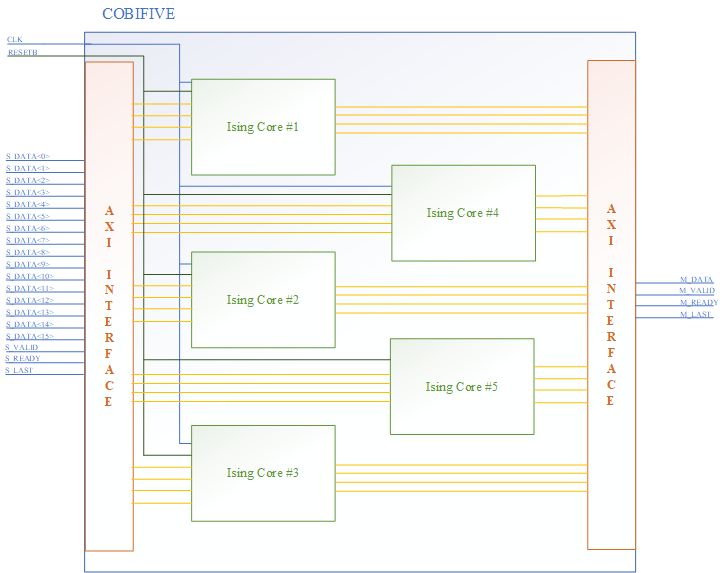 COBIFIVE
CLK
RESETB
Ising Core #1
S_DATA<0>
S_DATA<1>
S_DATA<2>
S_DATA<3>
S_DATA<4>
S_DATA<5>
S_DATA<6>
S_DATA<7>
S_DATA<8>
S_DATA<9>
S_DATA<10>
S_DATA<11>
S_DATA<12>
S_DATA<13>
S_DATA<14>
S_DATA<15>
S_VALID
S_READY
S_LAST
AXI INTERFACE
Ising Core #4
Ising Core #2
Ising Core #5
Ising Core #3
AXI INTERFACE
M_DATA
M_VALID
M_READY
M_LAST